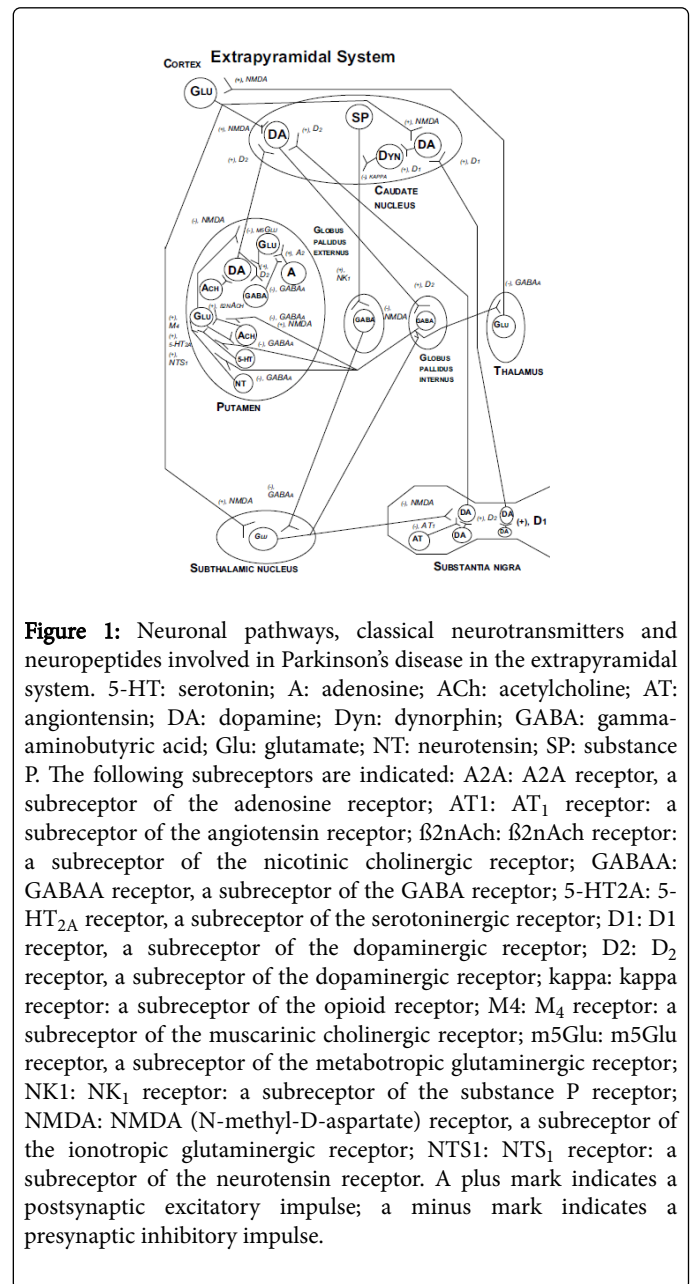 Extrapyramidal System
CORTEX
(+), NMDA
GLU
SP
(+), NMDA
(+), D2
(+), NMDA
DA
DA
(+), D2
DYN
(+), D1
(-), KAPPA
(+), D1
CAUDATE
NUCLEUS
(-), NMDA
(-), M5GLU
GLU
(+), A2
GLOBUS
PALLIDUS
EXTERNUS
DA
(+),
D2
A
(-), GABAA
ACH
GABA
(-), GABAA
(+),
NK1
(+), D2
(+), ß2NACH
GLU
(-), GABAA
(+), NMDA
(+),
M4
(+),
5-HT2A
(+),
NTS1
ACH
(-), GABAA
5-HT
NT
(-), GABAA
PUTAMEN
GABA
(-),
NMDA
GABA
GLU
GLOBUS
PALLIDUS
INTERNUS
THALAMUS
(+), NMDA
(-),
GABAA
GLU
SUBTHALAMIC NUCLEUS
(-), NMDA
DA
(+), D2
DA
(+), D1
(-), AT1
AT
DA
DA
SUBSTANTIA NIGRA
Figure 1: Neuronal pathways, classical neurotransmitters and
neuropeptides involved in Parkinson's disease in the extrapyramidal
system. 5-HT: serotonin; A: adenosine; ACh: acetylcholine; AT:
angiontensin; DA: dopamine; Dyn: dynorphin; GABA: gamma-
aminobutyric acid; Glu: glutamate; NT: neurotensin; SP: substance
P. The following subreceptors are indicated: A2A: A2A receptor, a
subreceptor of the adenosine receptor; AT1: AT1 receptor: a
subreceptor of the angiotensin receptor; ß2nAch: ß2nAch receptor:
a subreceptor of the nicotinic cholinergic receptor; GABAA:
GABAA receptor, a subreceptor of the GABA receptor; 5-HT2A: 5-
HT2A receptor, a subreceptor of the serotoninergic receptor; D1: D1
receptor, a subreceptor of the dopaminergic receptor; D2: D2
receptor, a subreceptor of the dopaminergic receptor; kappa: kappa
receptor: a subreceptor of the opioid receptor; M4: M4 receptor: a
subreceptor of the muscarinic cholinergic receptor; m5Glu: m5Glu
receptor, a subreceptor of the metabotropic glutaminergic receptor;
NK1: NK1 receptor: a subreceptor of the substance P receptor;
NMDA: NMDA (N-methyl-D-aspartate) receptor, a subreceptor of
the ionotropic glutaminergic receptor; NTS1: NTS1 receptor: a
subreceptor of the neurotensin receptor. A plus mark indicates a
postsynaptic excitatory impulse; a minus mark indicates a
presynaptic inhibitory impulse.